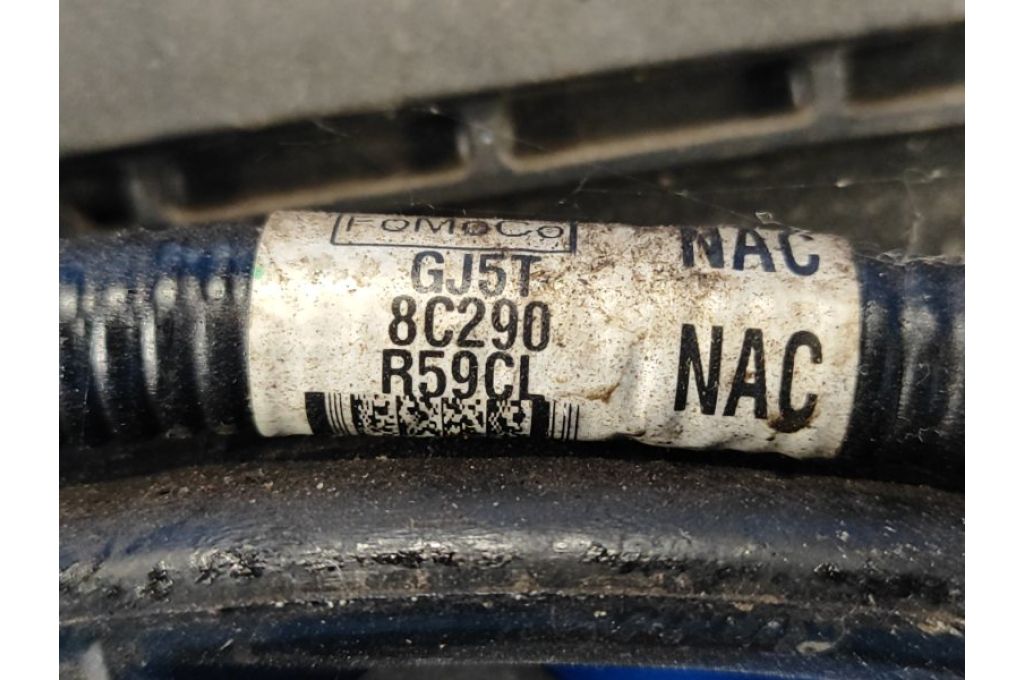 FoMoCo
NAC
GJ5T
8C290
R59CL
NAC